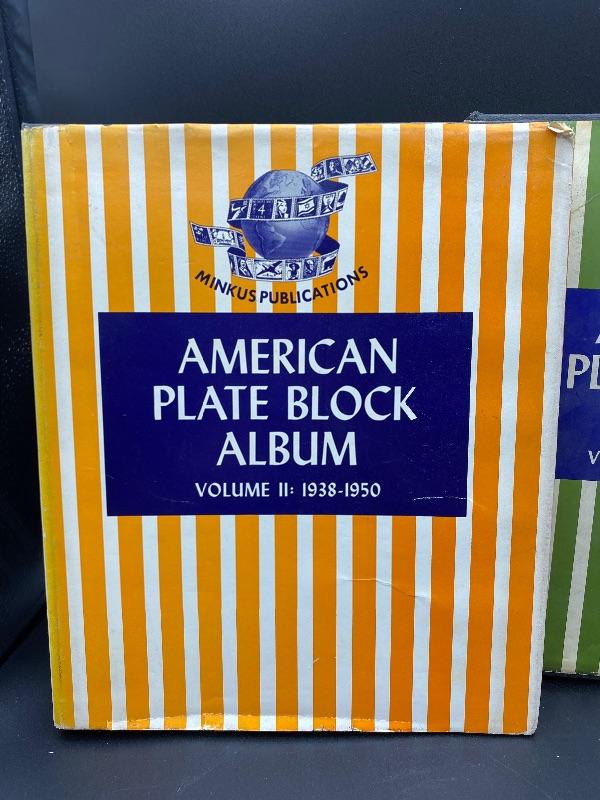 MINKUS PUBLICATIONS
AMERICAN
PLATE BLOCK
ALBUM
VOLUME II: 1938-1950